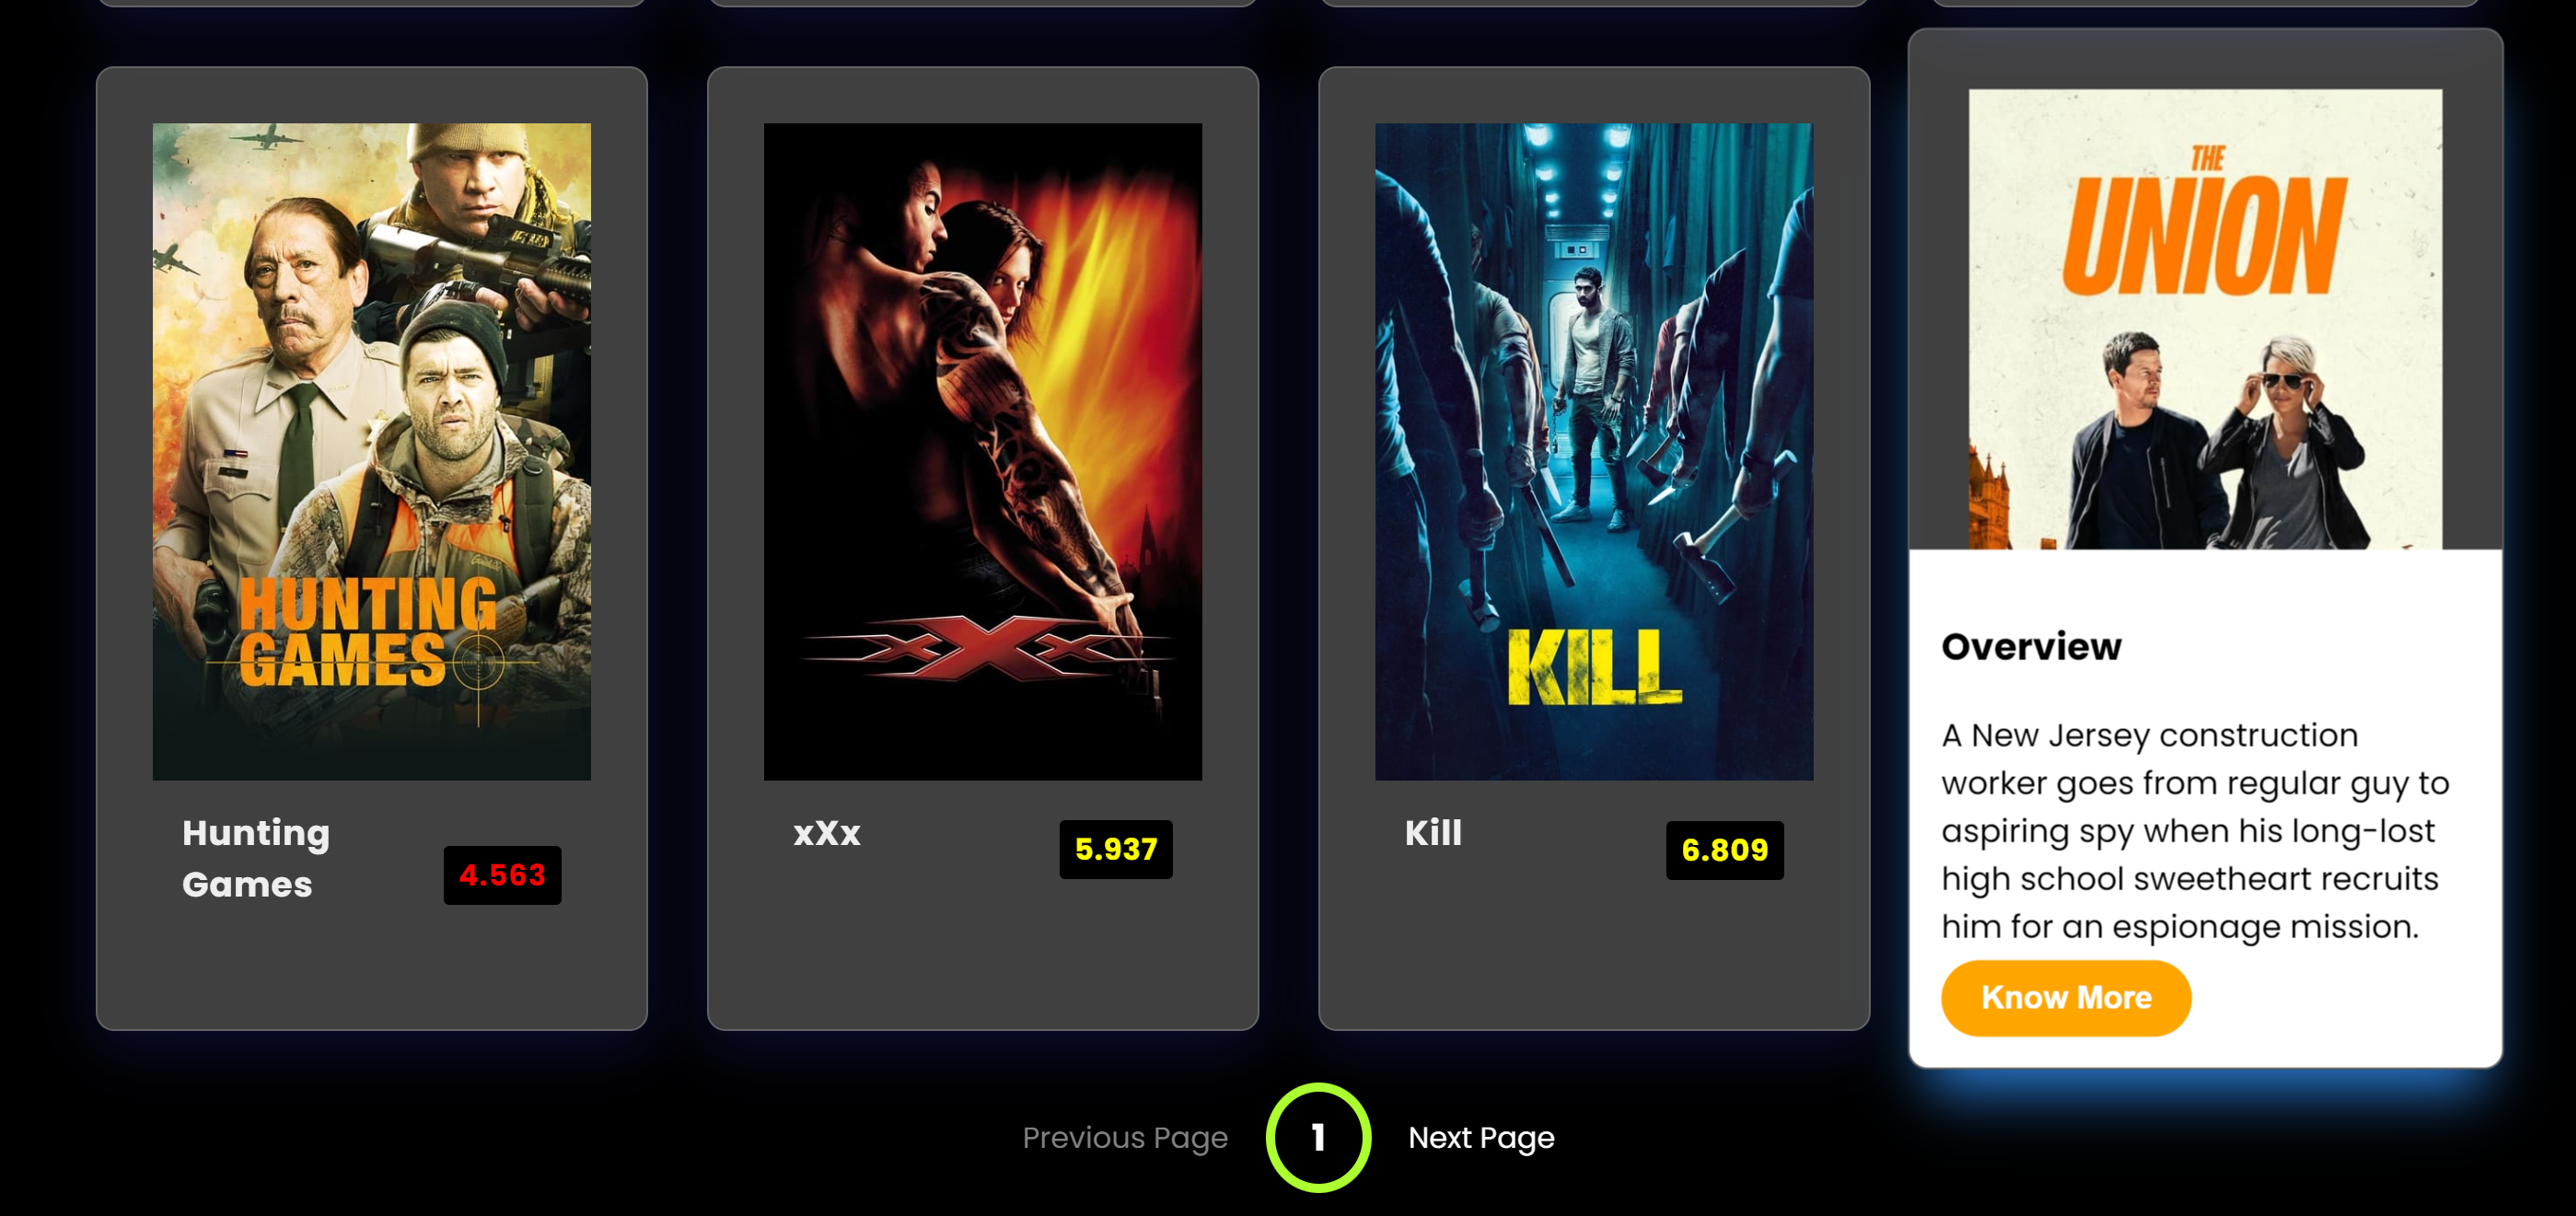 HUNTING
GAMES
Hunting
Games
4.563
xXx
xXx
5.937
KILL
Kill
6.809
THE
UNION
Overview
A New Jersey construction
worker goes from regular guy to
aspiring spy when his long-lost
high school sweetheart recruits
him for an espionage mission.
Know More
Previous Page
1
Next Page